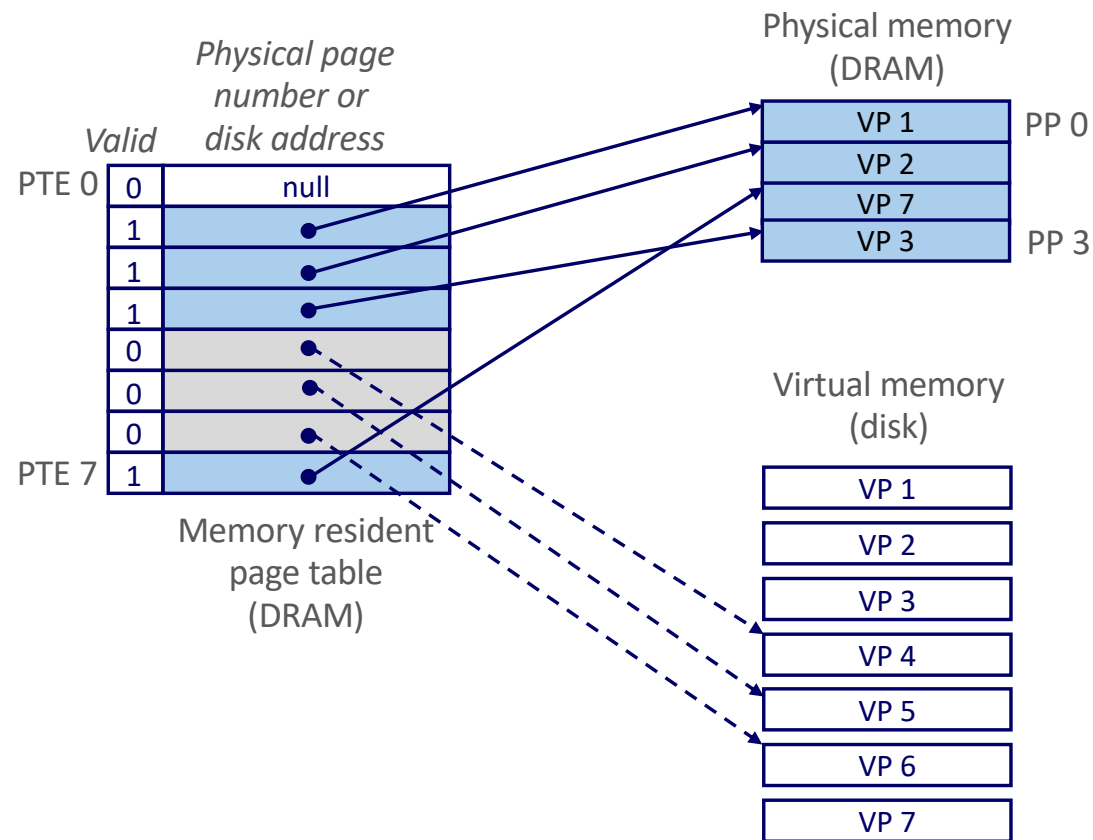 Physical memory
(DRAM)
Physical page
number or
disk address
Valid
PTE 0
0
null
1
1
1
0
0
0
PTE 7
1
Memory resident
page table
(DRAM)
VP 1
PP 0
VP 2
VP 7
VP 3
PP 3
Virtual memory
(disk)
VP 1
VP 2
VP 3
VP 4
VP 5
VP 6
VP 7